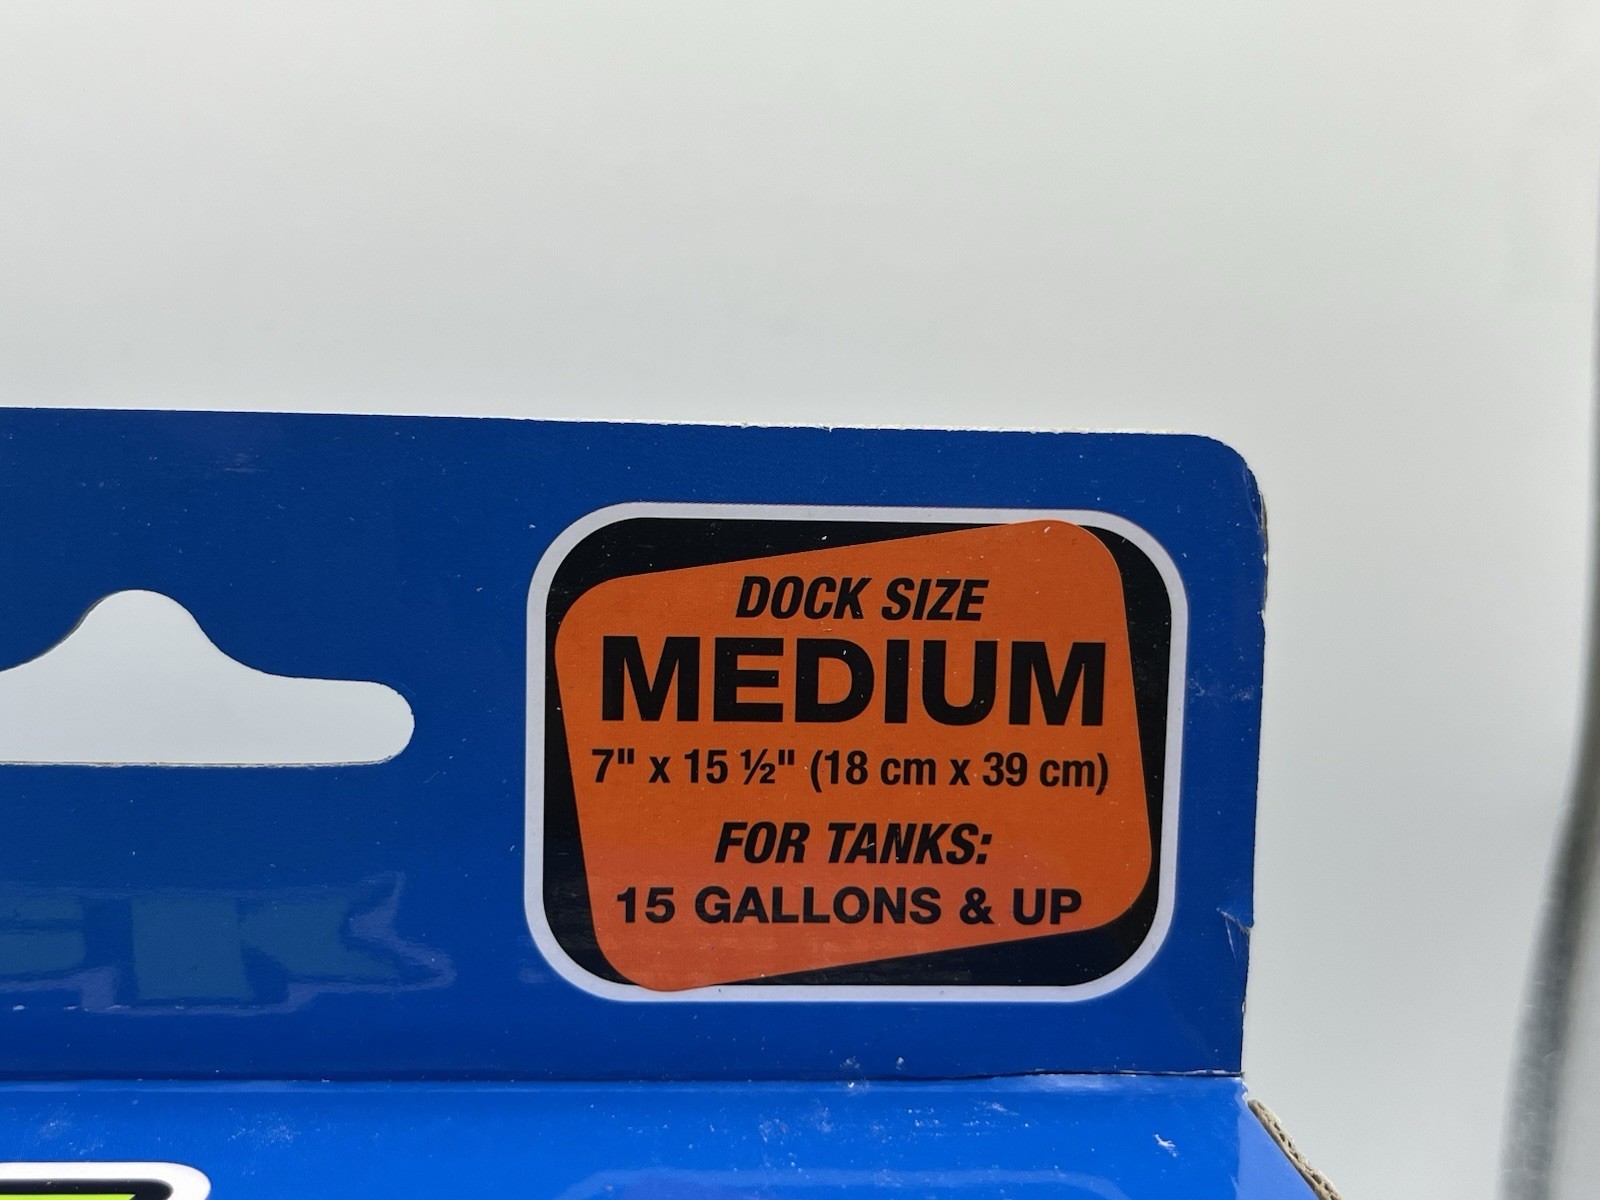 DOCK SIZE
MEDIUM
7" x 15 ½" (18 cm x 39 cm)
FOR TANKS:
15 GALLONS & UP